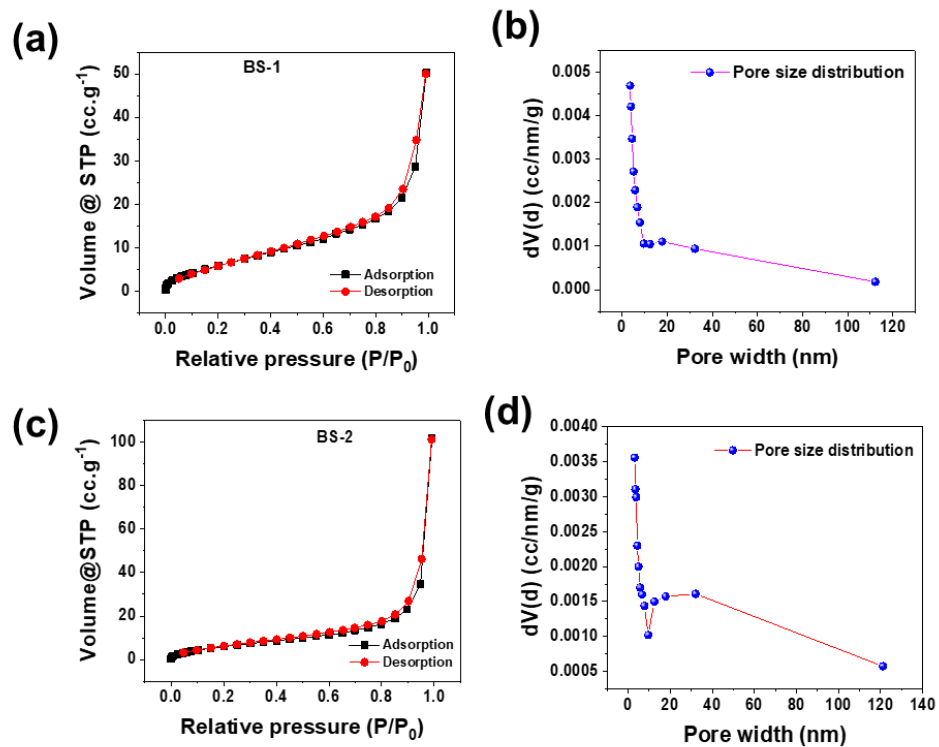 (a)
BS-1
Volume @ STP (cc.g⁻¹)
50
40
30
20
10
0
Adsorption
Desorption
0.0 0.2 0.4 0.6 0.8 1.0
Relative pressure (P/P₀)
(b)
Pore size distribution
dV(d) (cc/nm/g)
0.005
0.004
0.003
0.002
0.001
0.000
0 20 40 60 80 100 120
Pore width (nm)
(c)
BS-2
Volume@STP (cc.g⁻¹)
100
80
60
40
20
0
Adsorption
Desorption
0.0 0.2 0.4 0.6 0.8 1.0
Relative pressure (P/P₀)
(d)
Pore size distribution
dV(d) (cc/nm/g)
0.0040
0.0035
0.0030
0.0025
0.0020
0.0015
0.0010
0.0005
0 20 40 60 80 100 120 140
Pore width (nm)